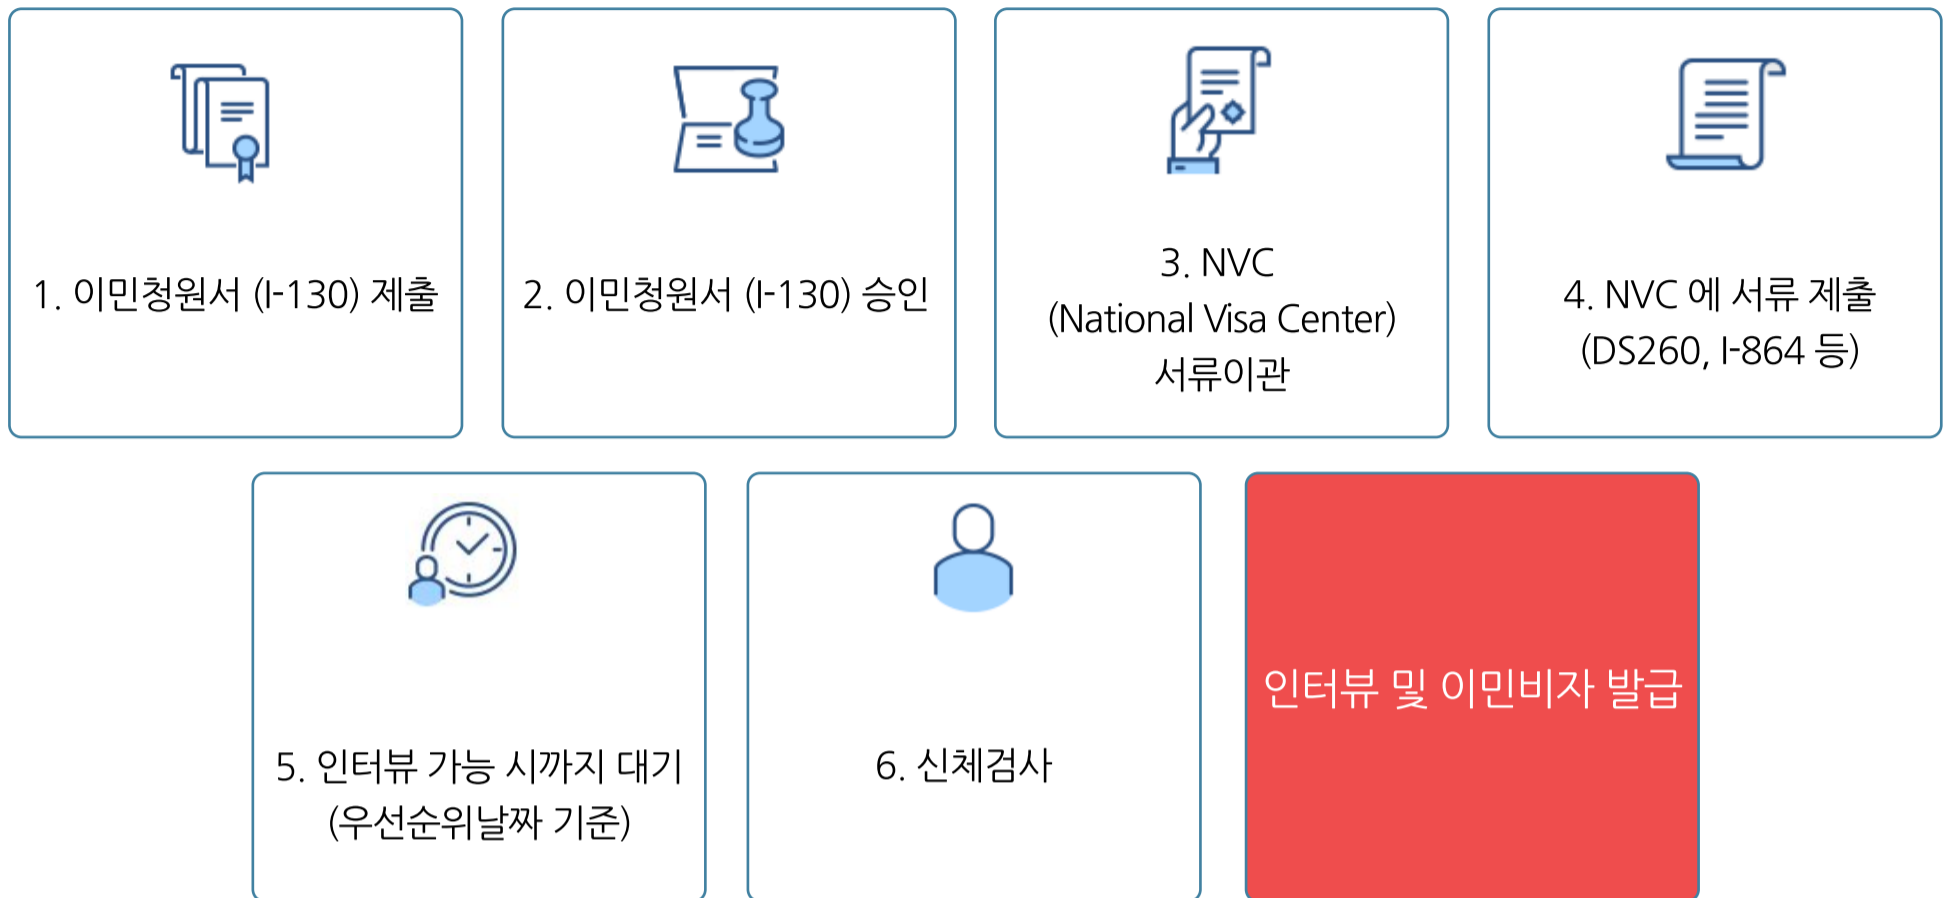 1. 이민청원서 (I-130) 제출
2. 이민청원서 (I-130) 승인
3. NVC
(National Visa Center)
서류이관
4. NVC 에 서류 제출
(DS260, I-864 등)
5. 인터뷰 가능 시까지 대기
(우선순위날짜 기준)
6. 신체검사
인터뷰 및 이민비자 발급